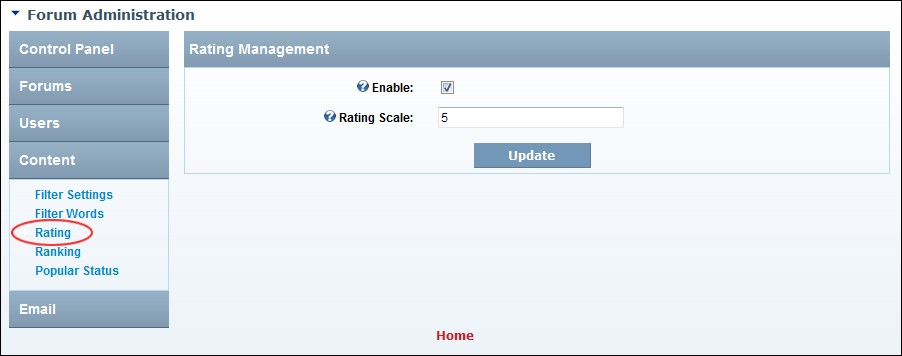 Forum Administration
Control Panel
Forums
Users
Content
Filter Settings
Filter Words
Rating
Ranking
Popular Status
Email
Rating Management
Enable:
Rating Scale: 5
Update
Home